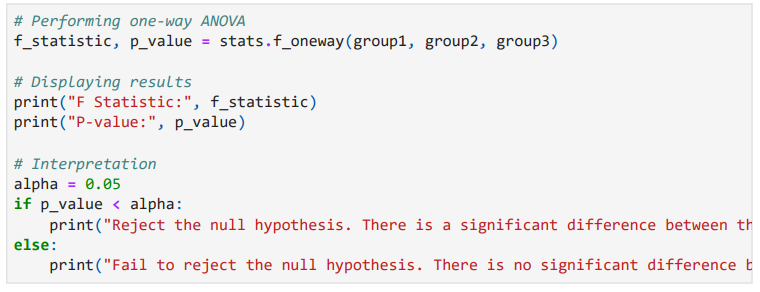 # Performing one-way ANOVA
f_statistic, p_value = stats.f_oneway(group1, group2, group3)
# Displaying results
print("F Statistic:", f_statistic)
print("P-value:", p_value)
# Interpretation
alpha = 0.05
if p_value < alpha:
    print("Reject the null hypothesis. There is a significant difference between
else:
    print("Fail to reject the null hypothesis. There is no significant difference